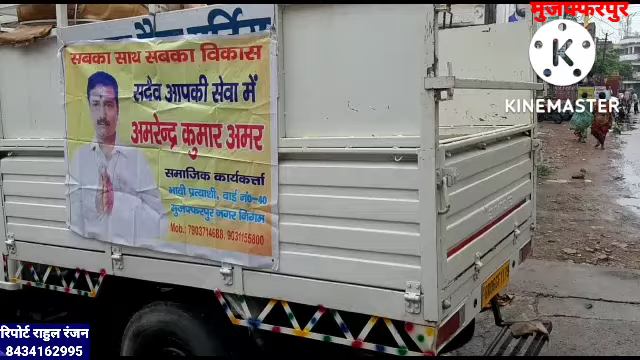 मुजफ्फरपुर
KINEMASTER
सबका साथ सबका विकास
सदैव आपकी सेवा में
अमरेन्द्र कुमार अमर
समाजिक कार्यकर्त्ता
भावी प्रत्याशी, वार्ड नं०-40
मुजफ्फरपुर नगर निगम
Mob.: 7903714688, 9031155800
रिपोर्ट राहुल रंजन
8434162995